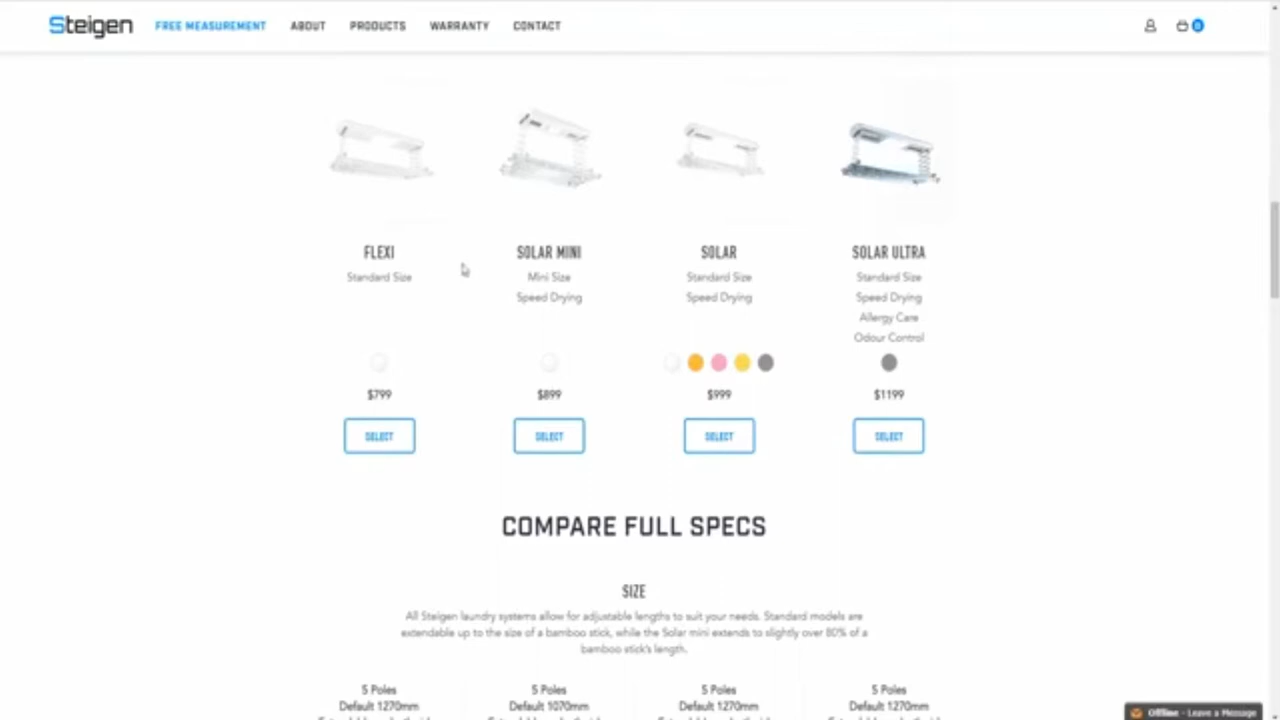 Steigen FREE MEASUREMENT ABOUT PRODUCTS WARRANTY CONTACT 0
FLEXI SOLAR MINI SOLAR SOLAR ULTRA
Standard Size Mini Size Standard Size Standard Size
Speed Drying Speed Drying Speed Drying
Allergy Care
Odour Control
$799 $899 $999 $1199
SELECT SELECT SELECT SELECT
COMPARE FULL SPECS
SIZE
All Steigen laundry systems allow for adjustable lengths to suit your needs. Standard models are
extendable up to the size of a bamboo stick, while the Solar mini extends to slightly over 80% of a
bamboo stick's length.
5 Poles 5 Poles 5 Poles 5 Poles
Default 1270mm Default 1070mm Default 1270mm Default 1270mm
Offline - Leave a Message